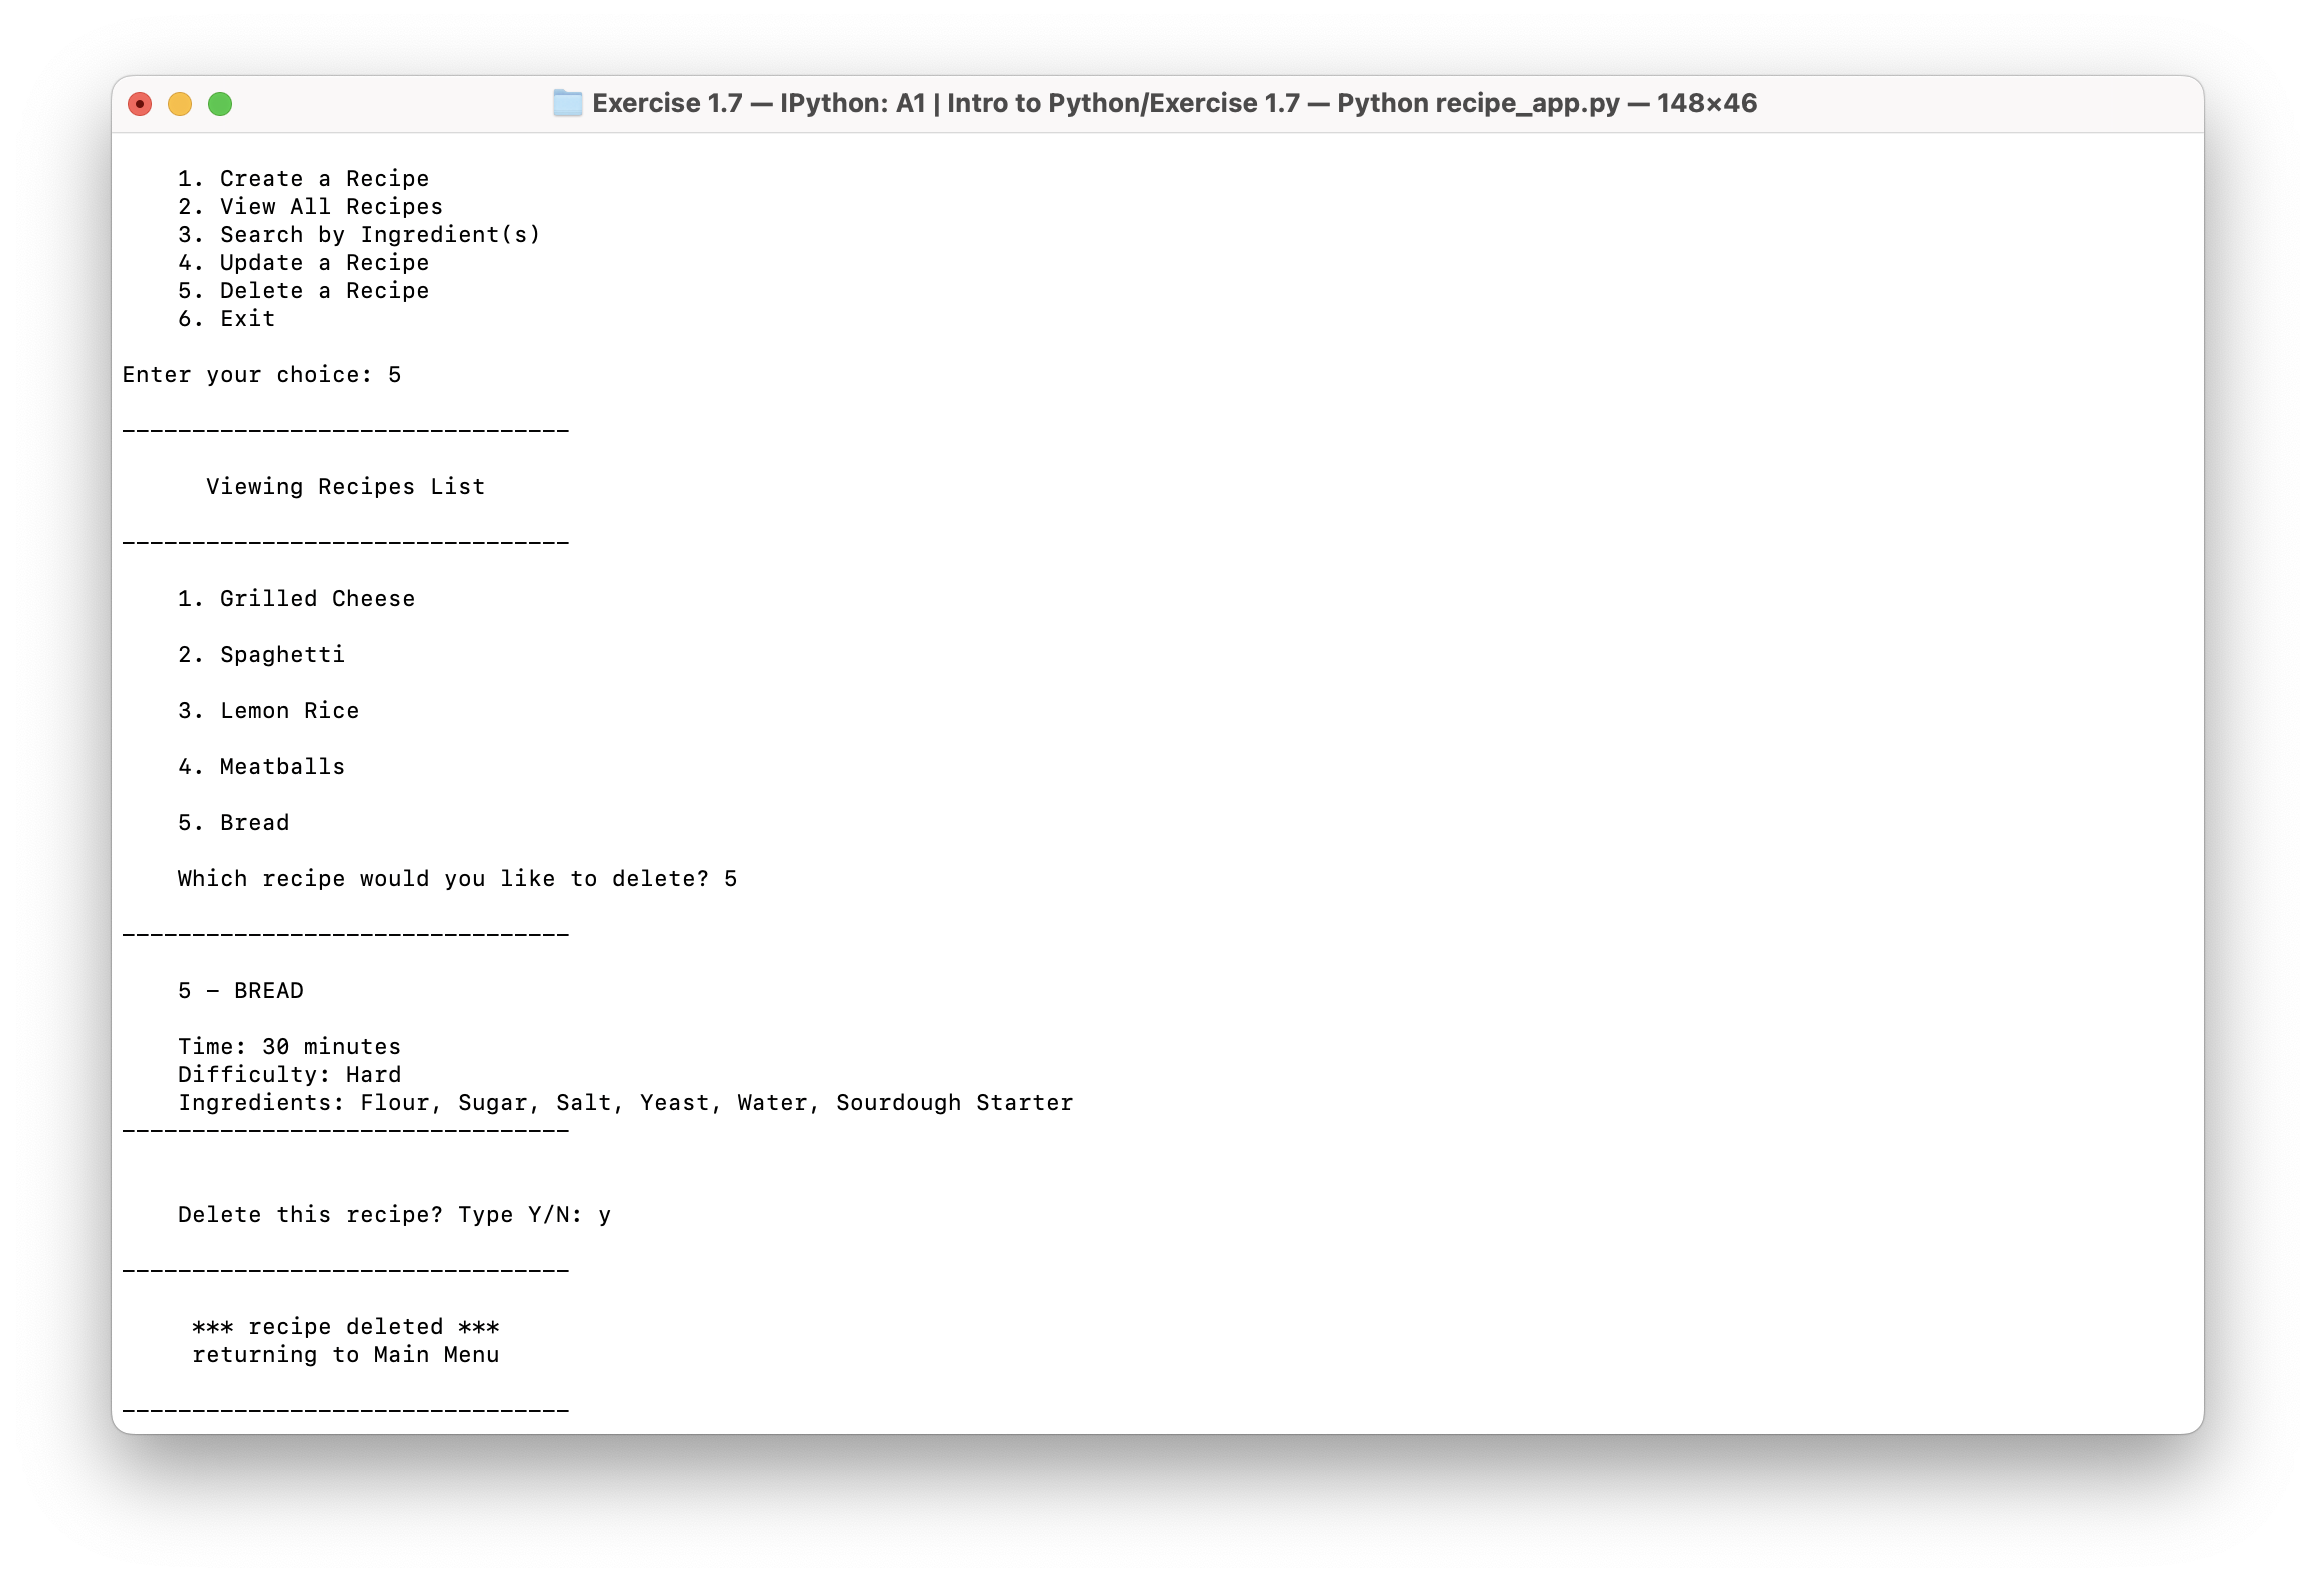 Exercise 1.7 — IPython: A1 | Intro to Python/Exercise 1.7 — Python recipe_app.py — 148×46
1. Create a Recipe
2. View All Recipes
3. Search by Ingredient(s)
4. Update a Recipe
5. Delete a Recipe
6. Exit
Enter your choice: 5
--------------------------------
Viewing Recipes List
--------------------------------
1. Grilled Cheese
2. Spaghetti
3. Lemon Rice
4. Meatballs
5. Bread
Which recipe would you like to delete? 5
--------------------------------
5 - BREAD
Time: 30 minutes
Difficulty: Hard
Ingredients: Flour, Sugar, Salt, Yeast, Water, Sourdough Starter
--------------------------------
Delete this recipe? Type Y/N: y
--------------------------------
*** recipe deleted ***
returning to Main Menu
--------------------------------